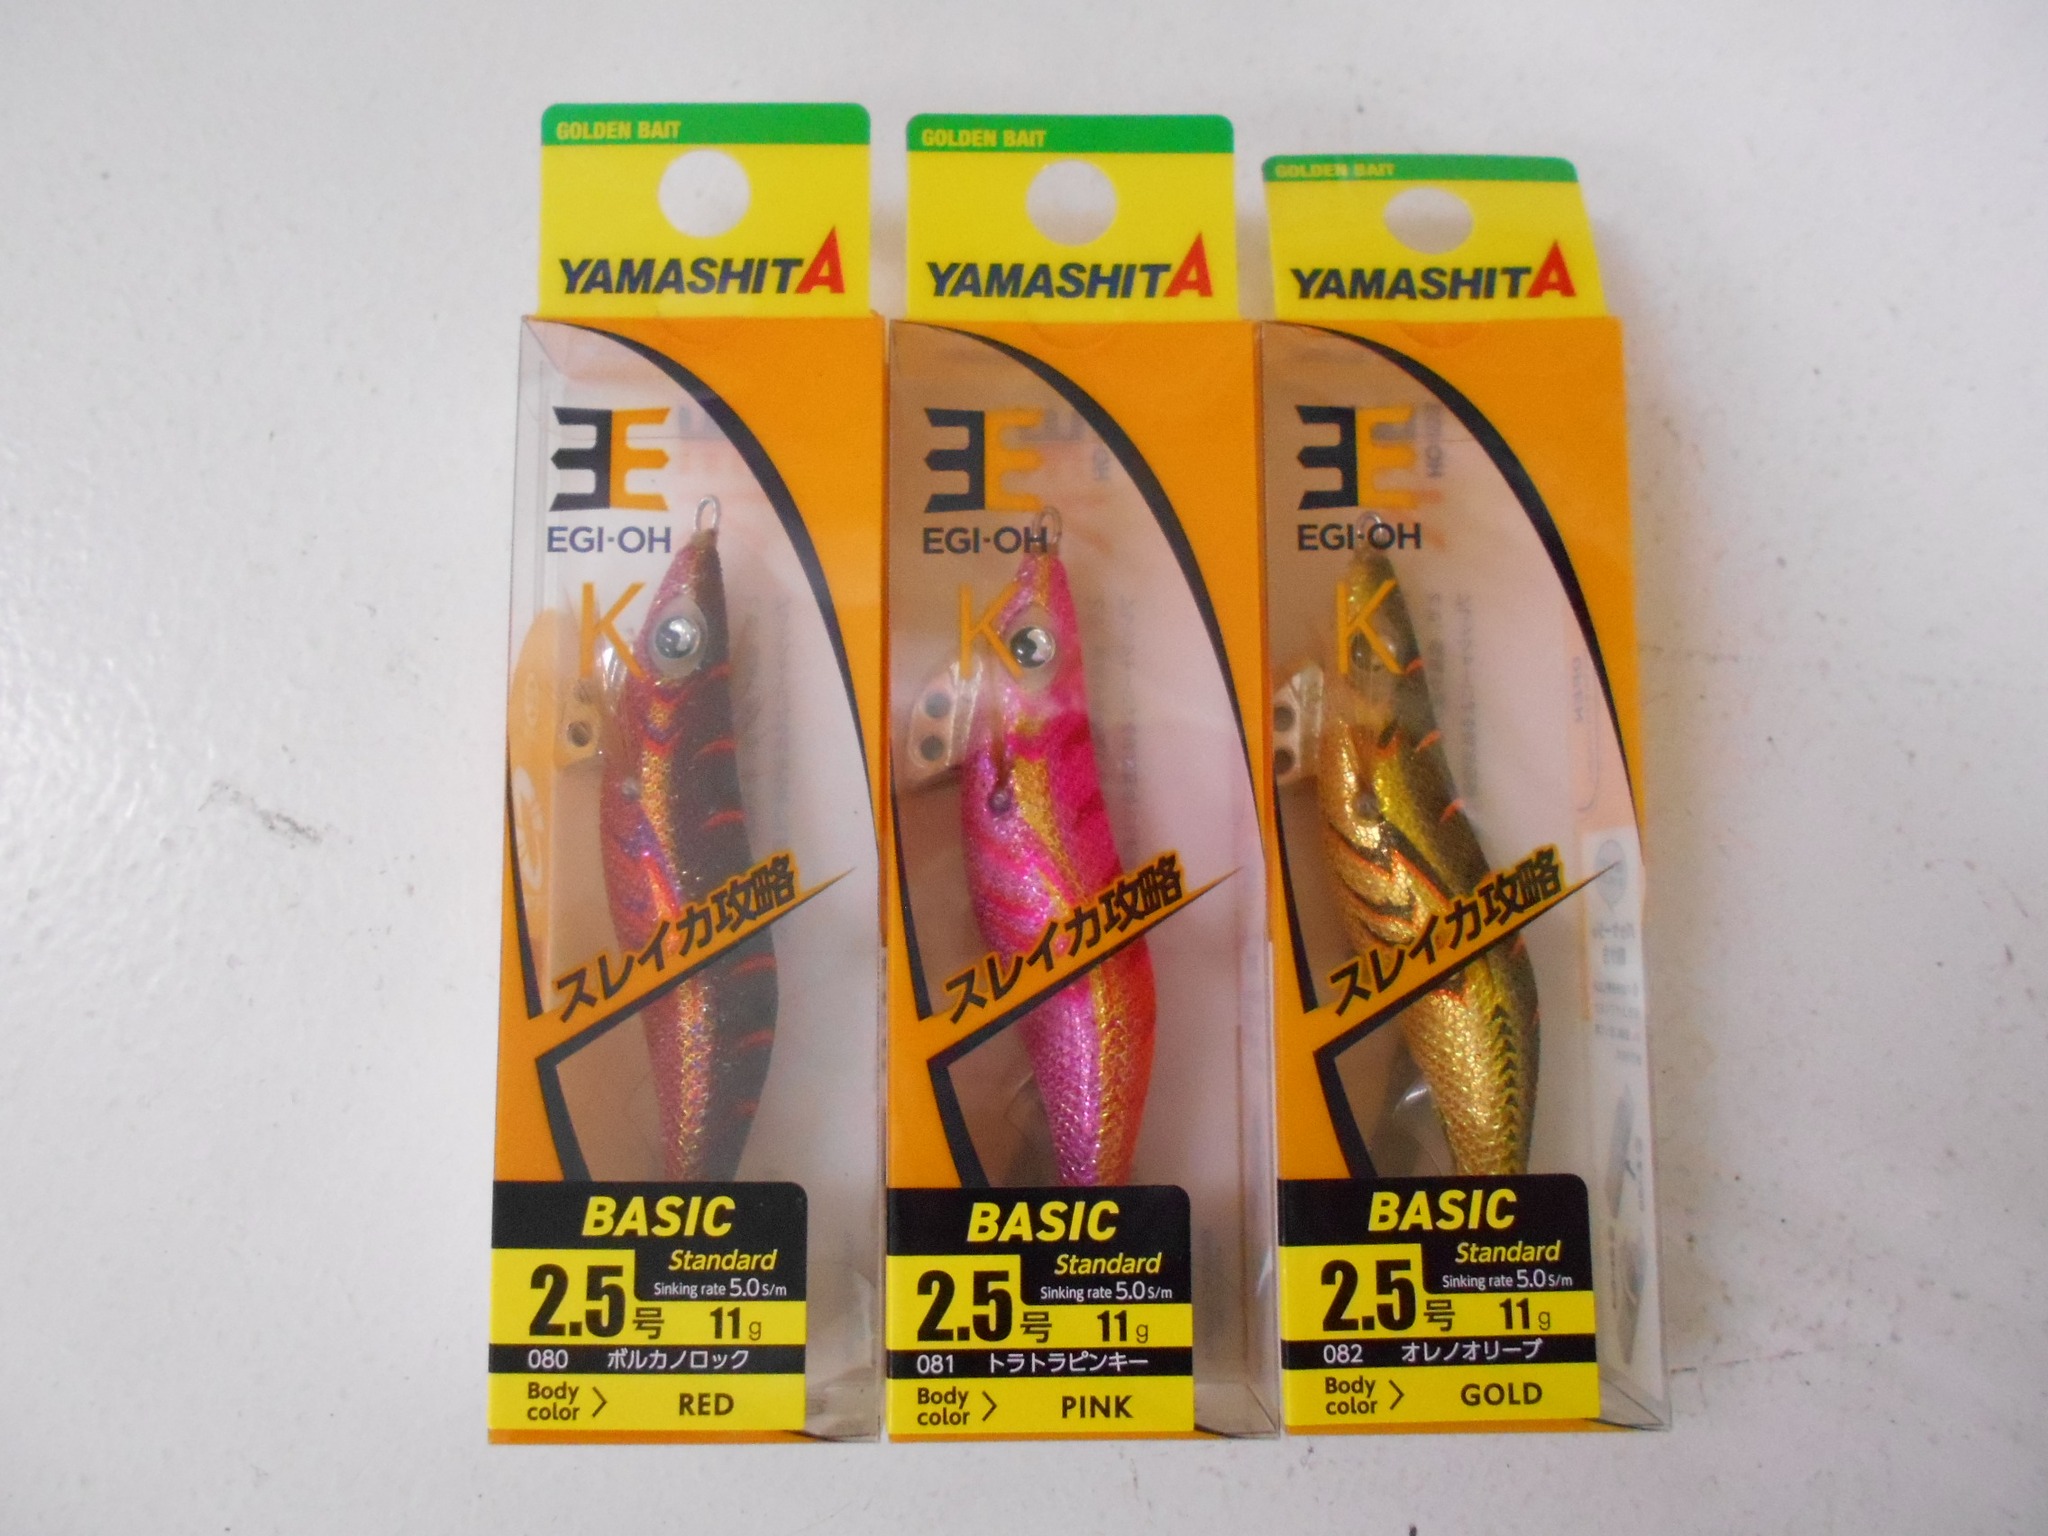 GOLDEN BAIT
YAMASHITA
EGI-OH
K
スレイカ攻略
BASIC
Standard
Sinking rate 5.0 S/m
2.5号 11g
080 ボルカノロック
Body color > RED
GOLDEN BAIT
YAMASHITA
EGI-OH
K
スレイカ攻略
BASIC
Standard
Sinking rate 5.0 S/m
2.5号 11g
081 トラトラピンキー
Body color > PINK
GOLDEN BAIT
YAMASHITA
EGI-OH
K
スレイカ攻略
BASIC
Standard
Sinking rate 5.0 S/m
2.5号 11g
082 オレノオリーブ
Body color > GOLD